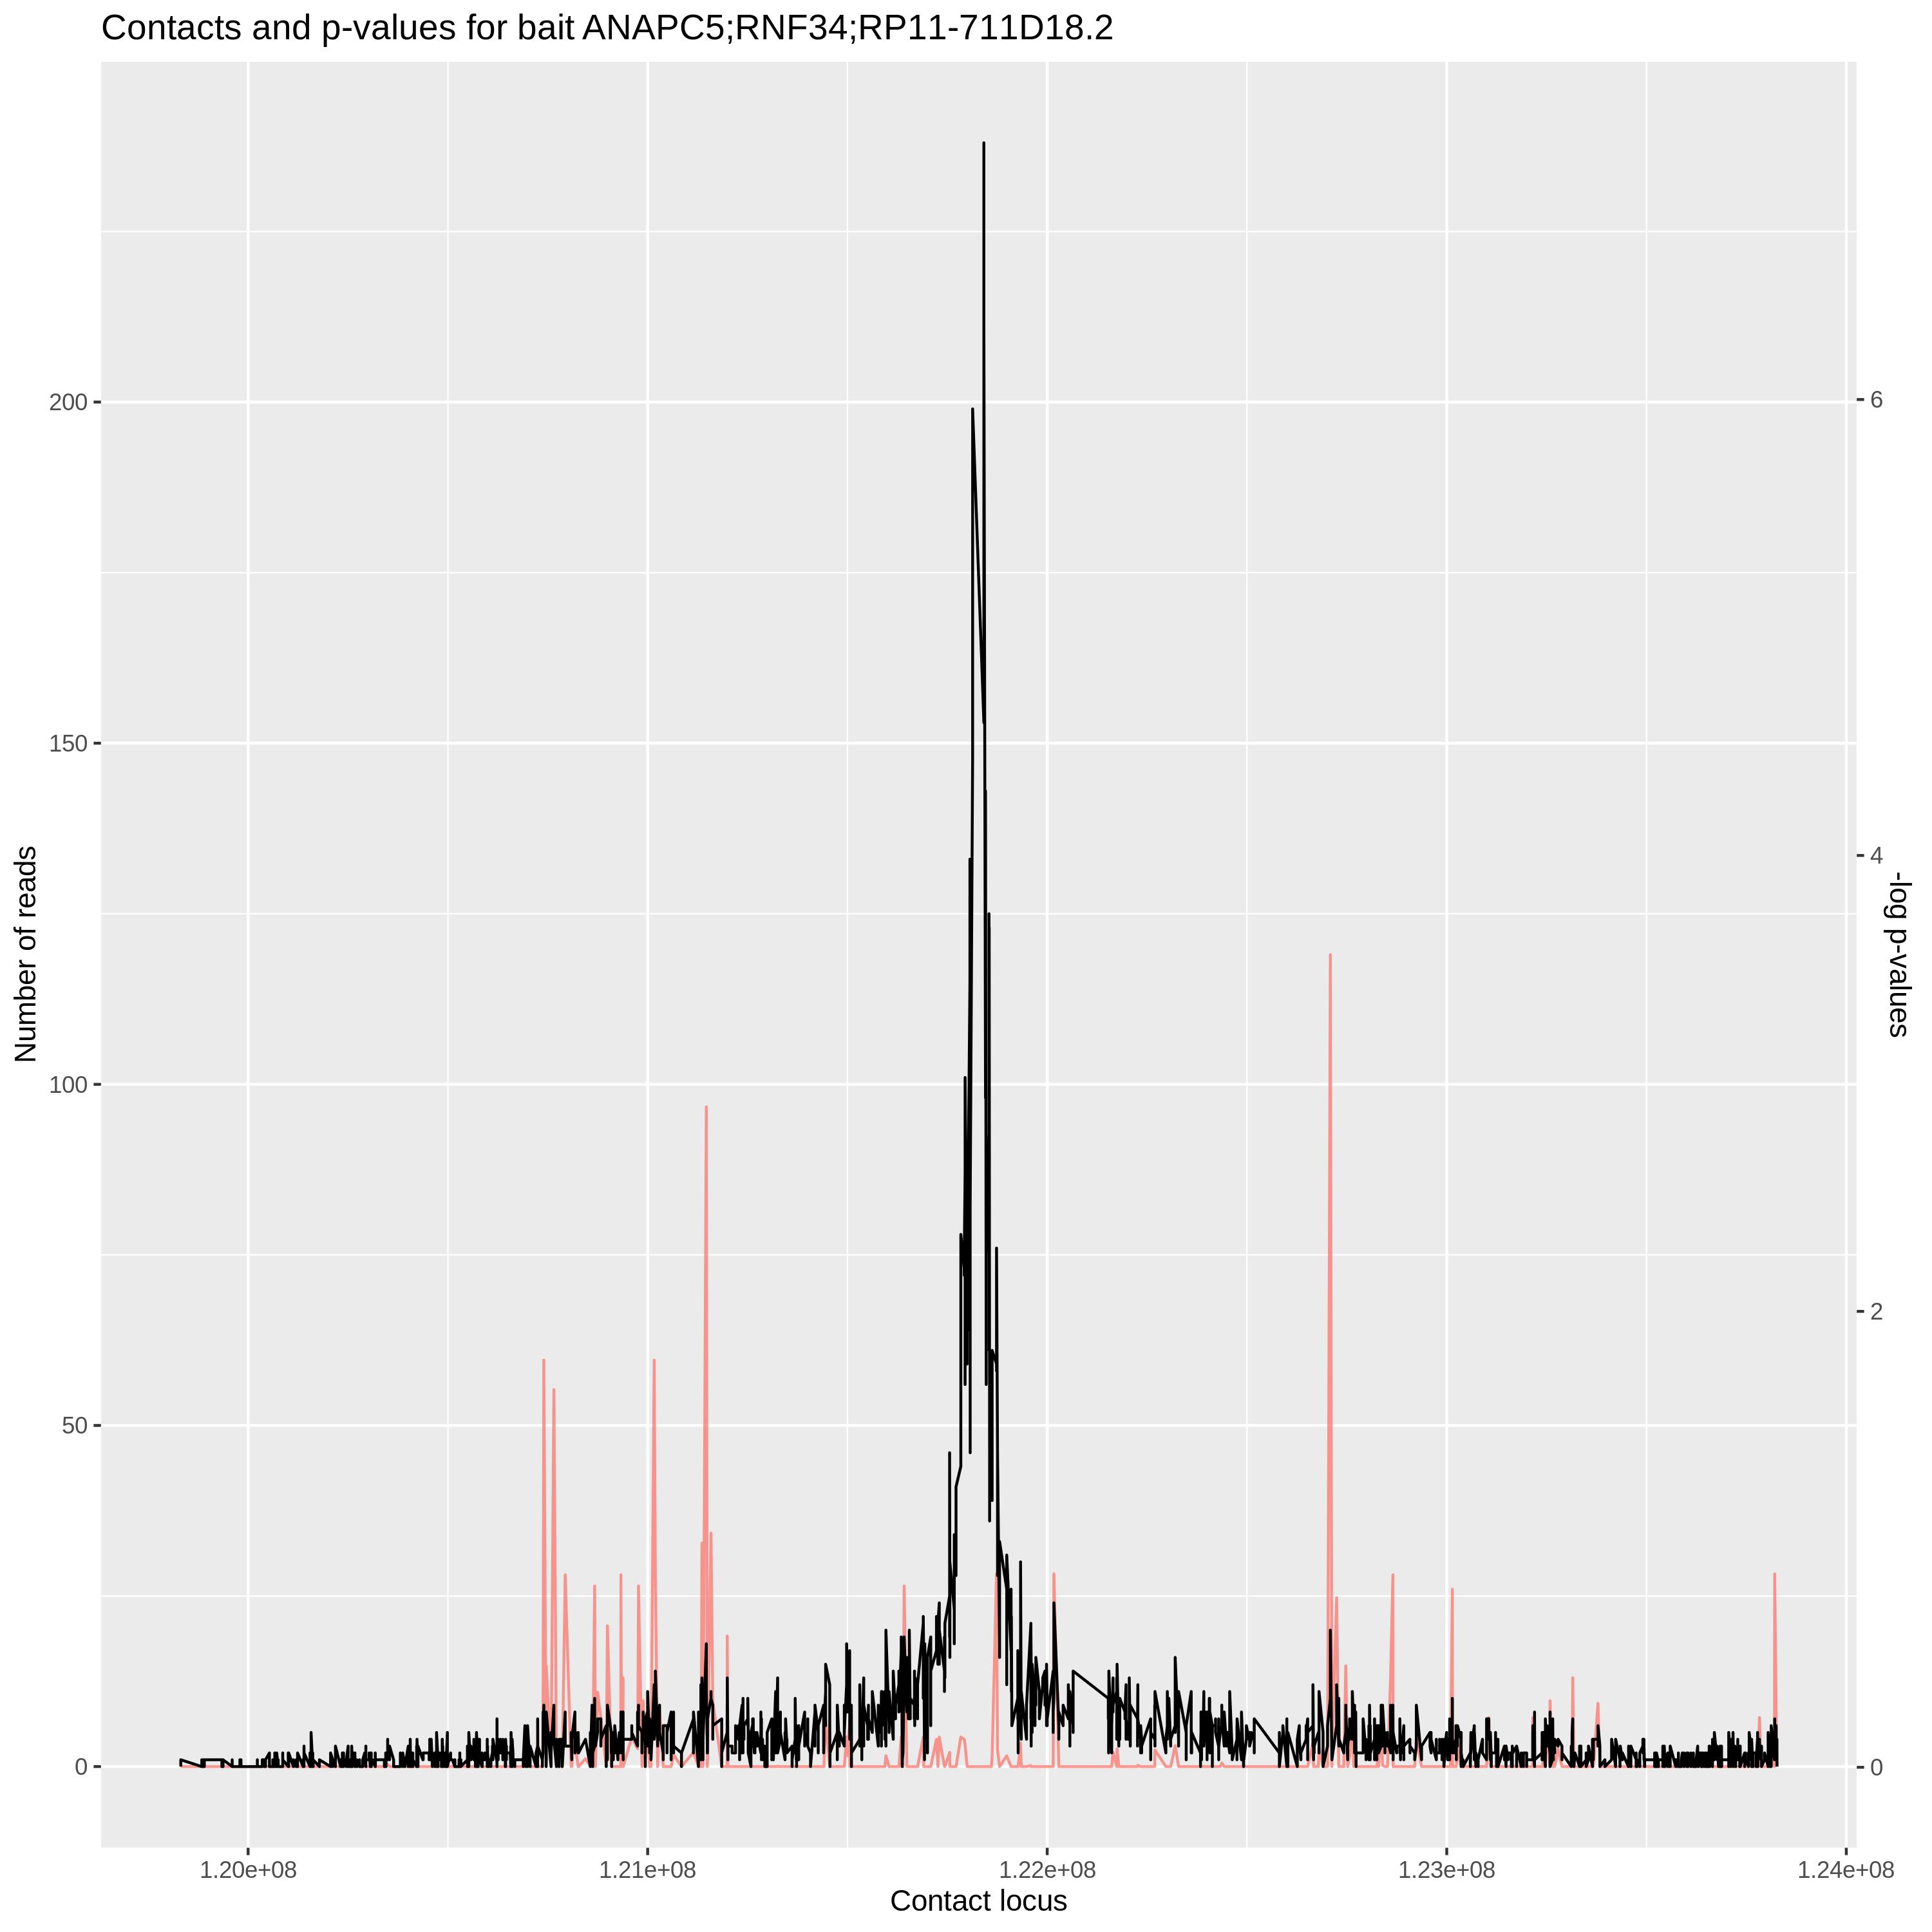 Contacts and p-values for bait ANAPC5;RNF34;RP11-711D18.2
Number of reads
200
150
100
50
0
6
4
2
0
-log p-values
1.20e+08 1.21e+08 1.22e+08 1.23e+08 1.24e+08
Contact locus